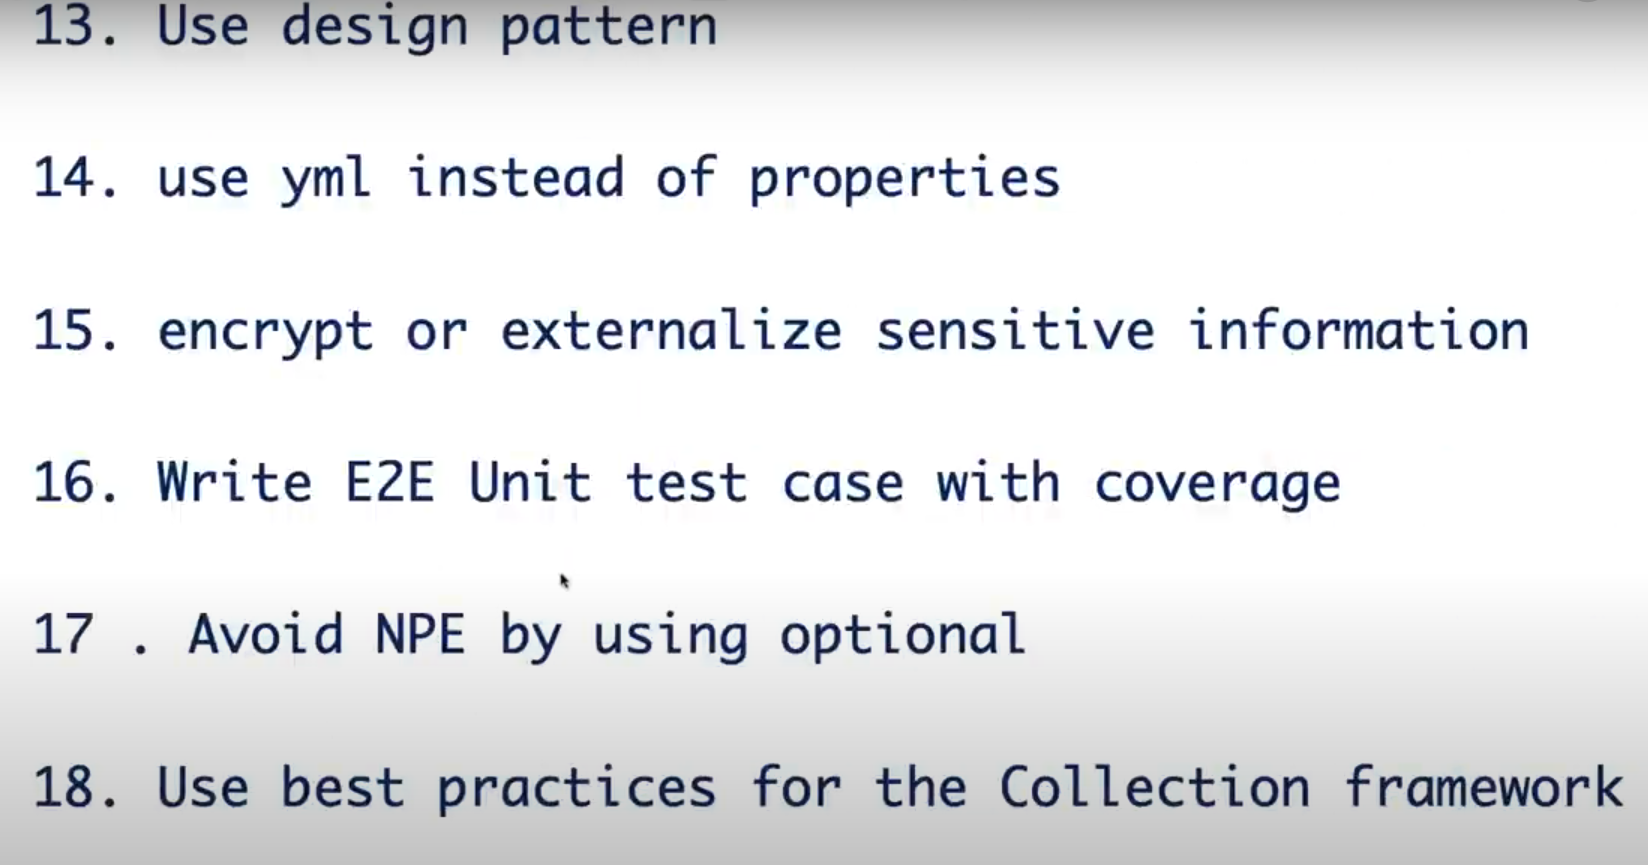 13. Use design pattern
14. use yml instead of properties
15. encrypt or externalize sensitive information
16. Write E2E Unit test case with coverage
17 . Avoid NPE by using optional
18. Use best practices for the Collection framework